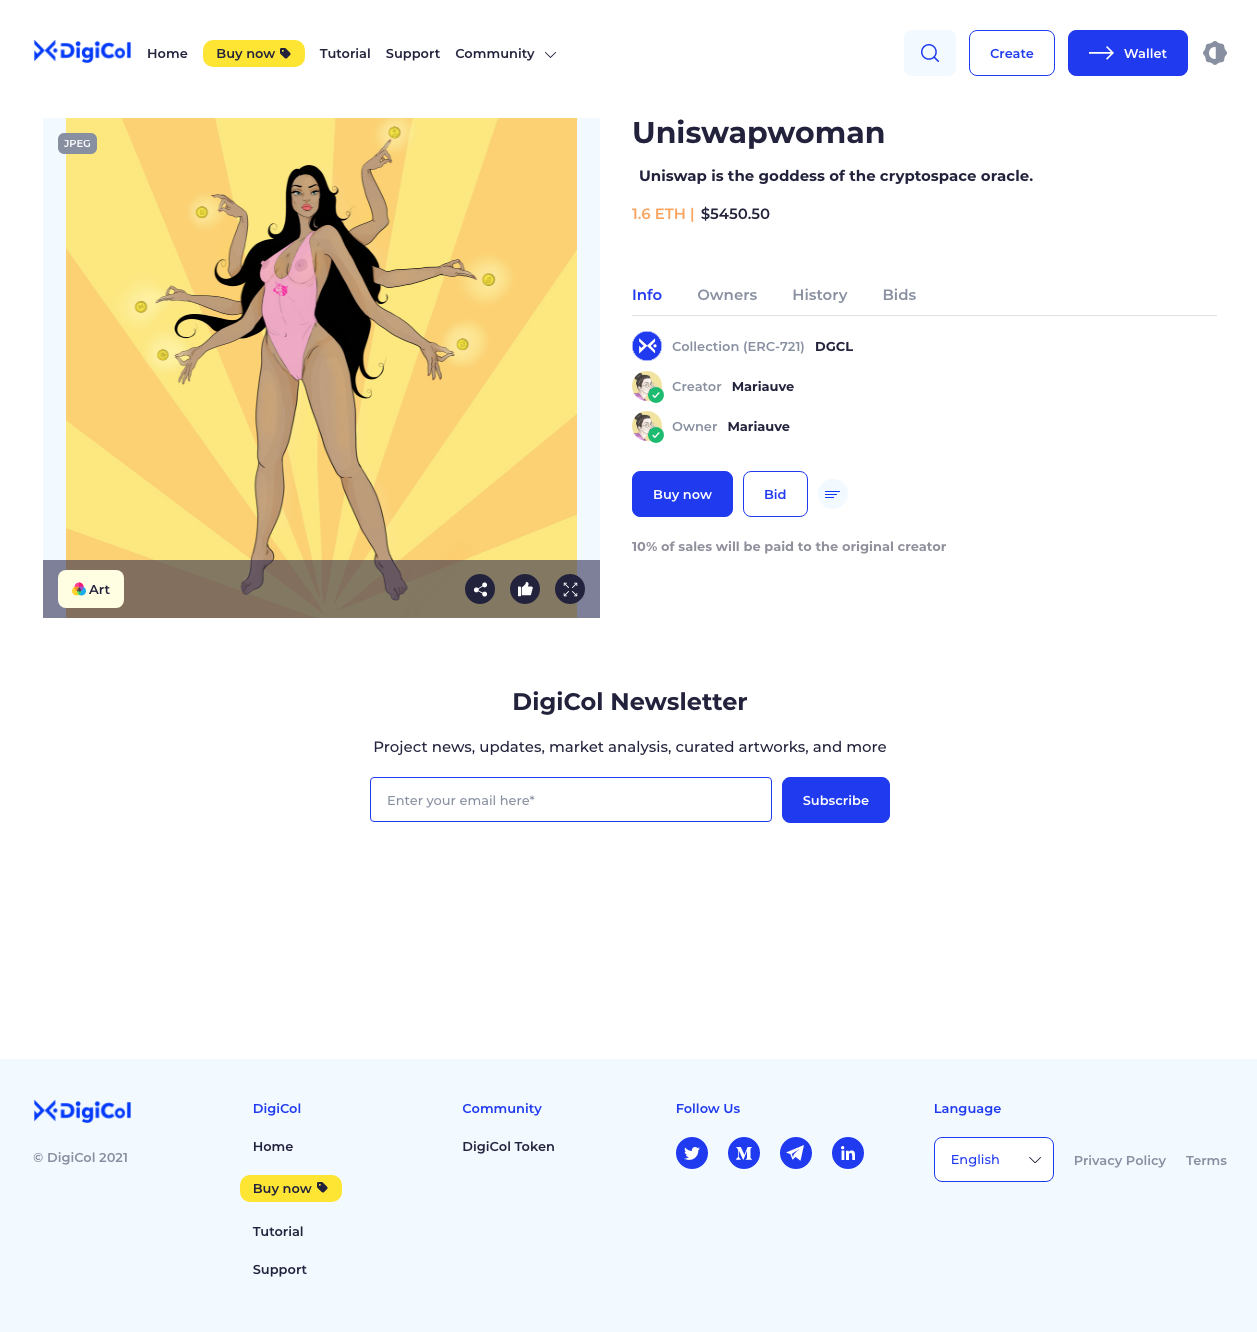 DigiCol
Home
Buy now
Tutorial
Support
Community
Create
Wallet
JPEG
Art
Uniswapwoman
Uniswap is the goddess of the cryptospace oracle.
1.6 ETH | $5450.50
Info
Owners
History
Bids
Collection (ERC-721) DGCL
Creator Mariauve
Owner Mariauve
Buy now
Bid
10% of sales will be paid to the original creator
DigiCol Newsletter
Project news, updates, market analysis, curated artworks, and more
Enter your email here*
Subscribe
DigiCol
© DigiCol 2021
DigiCol
Home
Buy now
Tutorial
Support
Community
DigiCol Token
Follow Us
Language
English
Privacy Policy
Terms